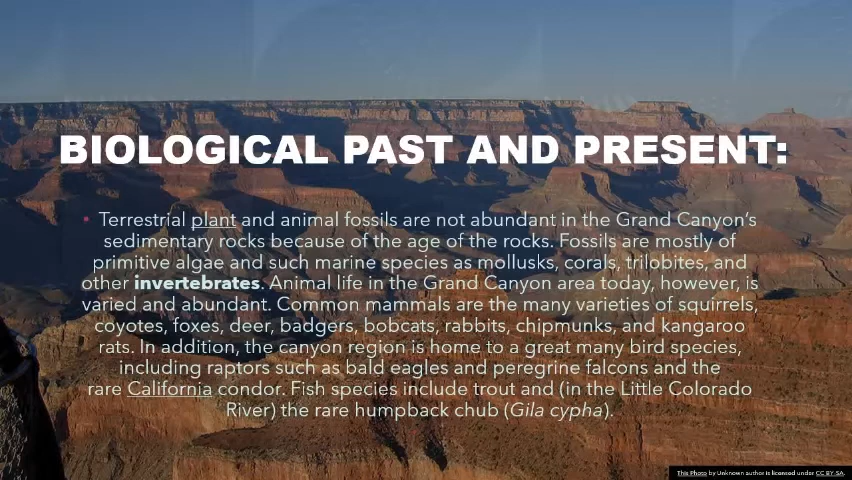 BIOLOGICAL PAST AND PRESENT:
• Terrestrial plant and animal fossils are not abundant in the Grand Canyon's
sedimentary rocks because of the age of the rocks. Fossils are mostly of
primitive algae and such marine species as mollusks, corals, trilobites, and
other invertebrates. Animal life in the Grand Canyon area today, however, is
varied and abundant. Common mammals are the many varieties of squirrels,
coyotes, foxes, deer, badgers, bobcats, rabbits, chipmunks, and kangaroo
rats. In addition, the canyon region is home to a great many bird species,
including raptors such as bald eagles and peregrine falcons and the
rare California condor. Fish species include trout and (in the Little Colorado
River) the rare humpback chub (Gila cypha).
This Photo by Unknown author is licensed under CC BY-SA.